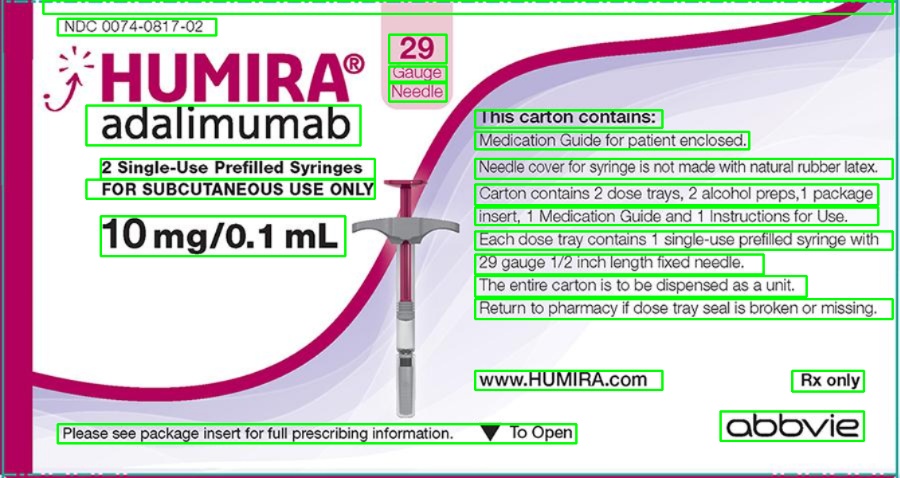 NDC 0074-0817-02
HUMIRA®
adalimumab
2 Single-Use Prefilled Syringes
FOR SUBCUTANEOUS USE ONLY
10 mg/0.1 mL
29
Gauge
Needle
This carton contains:
Medication Guide for patient enclosed.
Needle cover for syringe is not made with natural rubber latex.
Carton contains 2 dose trays, 2 alcohol preps,1 package
insert, 1 Medication Guide and 1 Instructions for Use.
Each dose tray contains 1 single-use prefilled syringe with
29 gauge 1/2 inch length fixed needle.
The entire carton is to be dispensed as a unit.
Return to pharmacy if dose tray seal is broken or missing.
www.HUMIRA.com
Rx only
Please see package insert for full prescribing information.
▼ To Open
abbvie